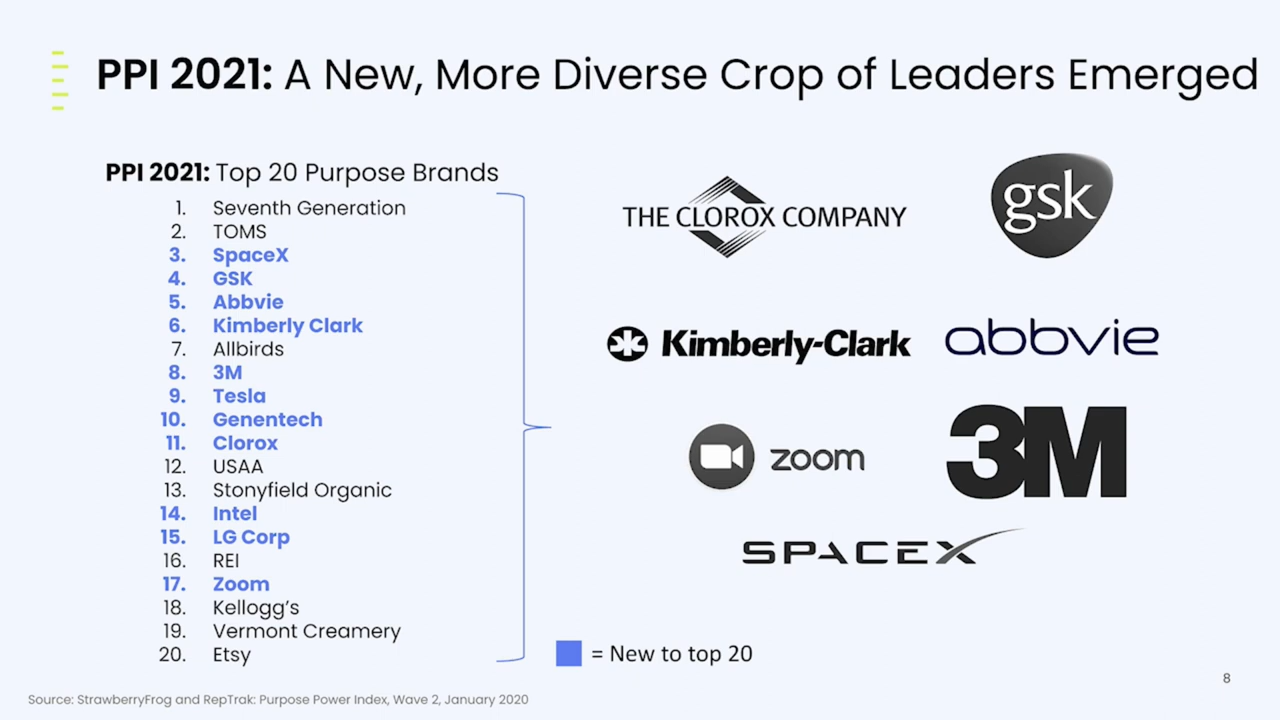 PPI 2021: A New, More Diverse Crop of Leaders Emerged
PPI 2021: Top 20 Purpose Brands
1. Seventh Generation
2. TOMS
3. SpaceX
4. GSK
5. Abbvie
6. Kimberly Clark
7. Allbirds
8. 3M
9. Tesla
10. Genentech
11. Clorox
12. USAA
13. Stonyfield Organic
14. Intel
15. LG Corp
16. REI
17. Zoom
18. Kellogg's
19. Vermont Creamery
20. Etsy
THE CLOROX COMPANY
gsk
Kimberly-Clark
abbvie
zoom
3M
SPACEX
= New to top 20
8
Source: StrawberryFrog and RepTrak: Purpose Power Index, Wave 2, January 2020